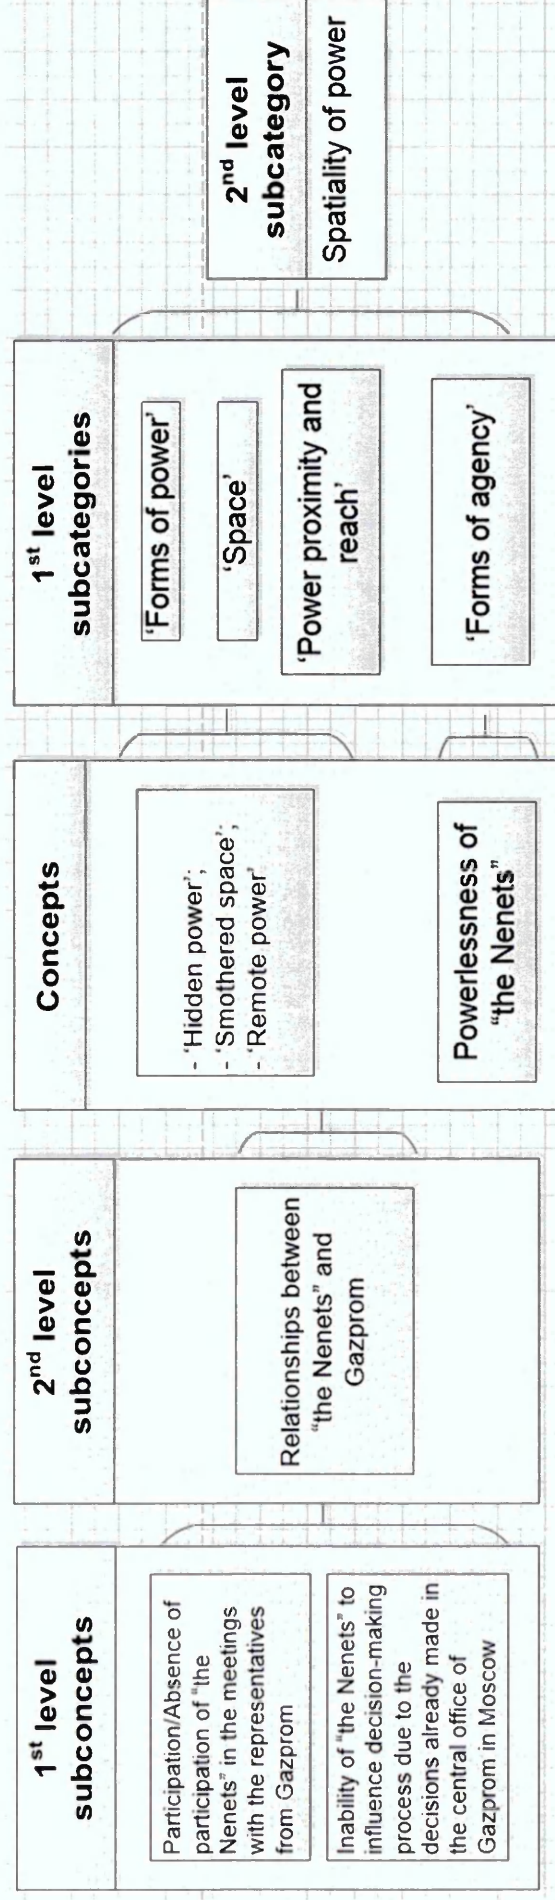 1st level
subconcepts
Participation/Absence of
participation of “the
Nenets” in the meetings
with the representatives
from Gazprom
Inability of “the Nenets” to
influence decision-making
process due to the
decisions already made in
the central office of
Gazprom in Moscow
2nd level
subconcepts
Relationships between
“the Nenets” and
Gazprom
Concepts
- ‘Hidden power’;
- ‘Smothered space’;
- ‘Remote power’
Powerlessness of
“the Nenets”
1st level
subcategories
‘Forms of power’
‘Space’
‘Power proximity and
reach’
‘Forms of agency’
2nd level
subcategory
Spatiality of power